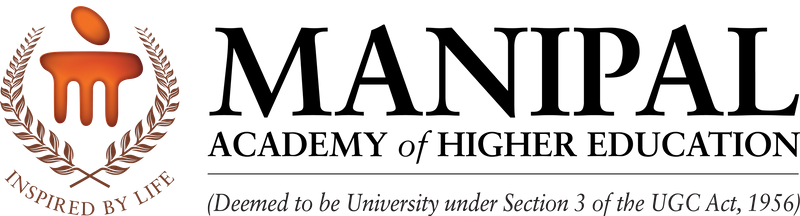 MANIPAL
ACADEMY of HIGHER EDUCATION
(Deemed to be University under Section 3 of the UGC Act, 1956)
INSPIRED BY LIFE